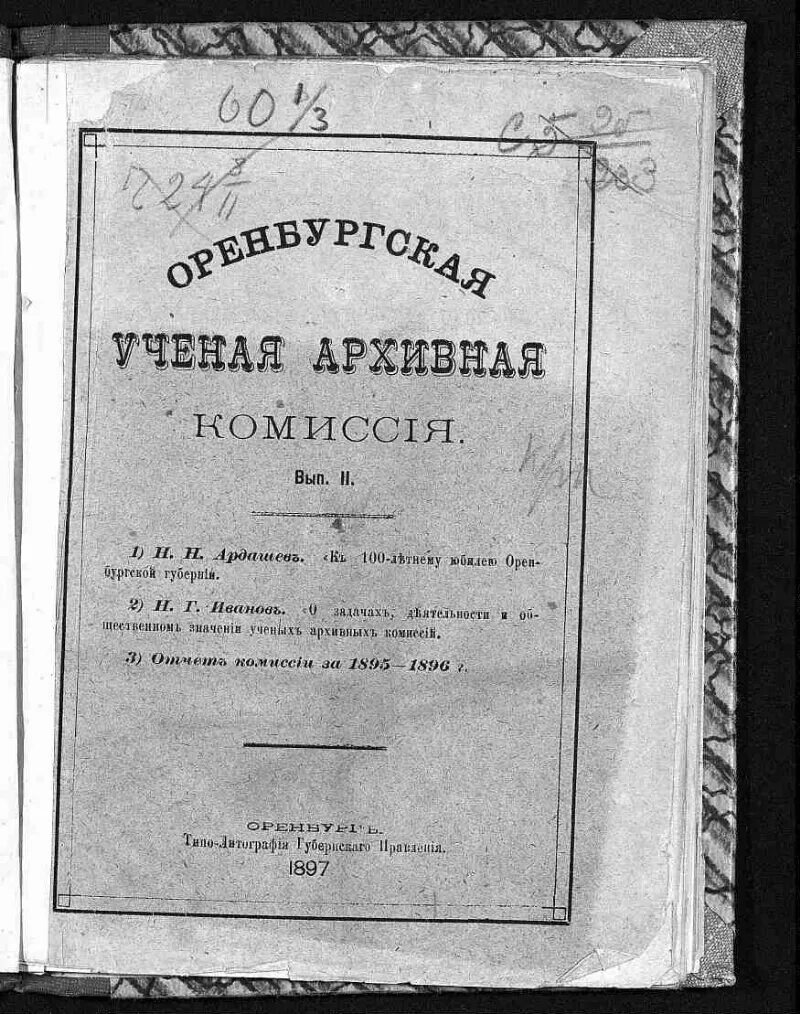 60 1/3
ОРЕНБУРГСКАЯ
УЧЕНАЯ АРХИВНАЯ
КОМИССІЯ.
Вып. II.
1) Н. Н. Ардашевъ. «Къ 100-лѣтнему юбилею Орен-
бургской губерніи.
2) Н. Г. Ивановъ. «О задачахъ, дѣятельности и об-
щественномъ значеніи ученыхъ архивныхъ комиссій.
3) Отчетъ комиссіи за 1895—1896 г.
ОРЕНБУРГЪ.
Типо-Литографія Губернскаго Правленія.
1897